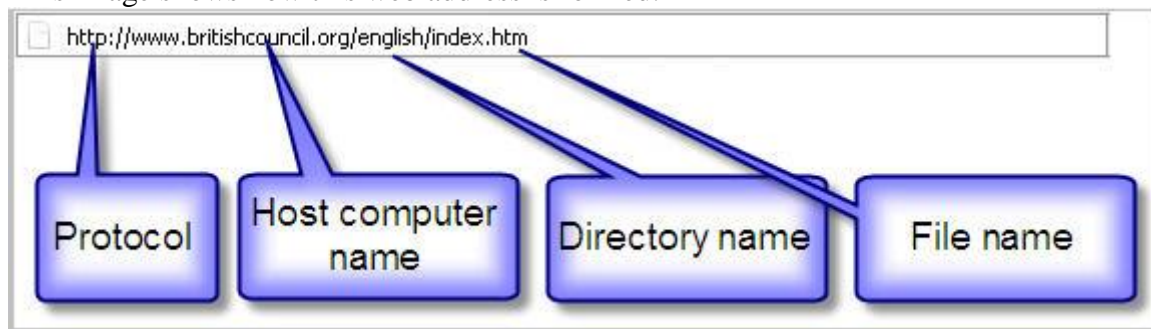 http://www.britishcouncil.org/english/index.htm
Protocol
Host computer
name
Directory name
File name